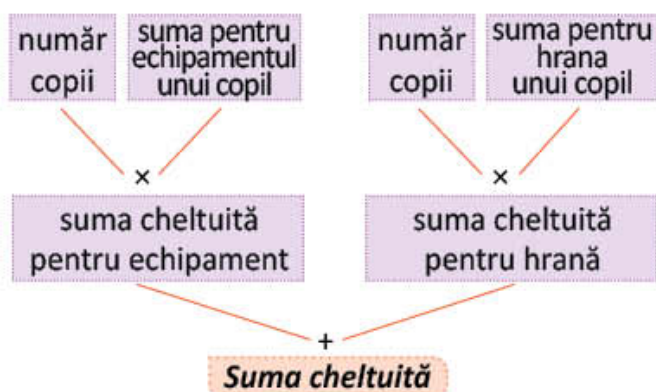 număr
copii
suma pentru
echipamentul
unui copil
număr
copii
suma pentru
hrana
unui copil
×
×
suma cheltuită
pentru echipament
suma cheltuită
pentru hrană
+
Suma cheltuită